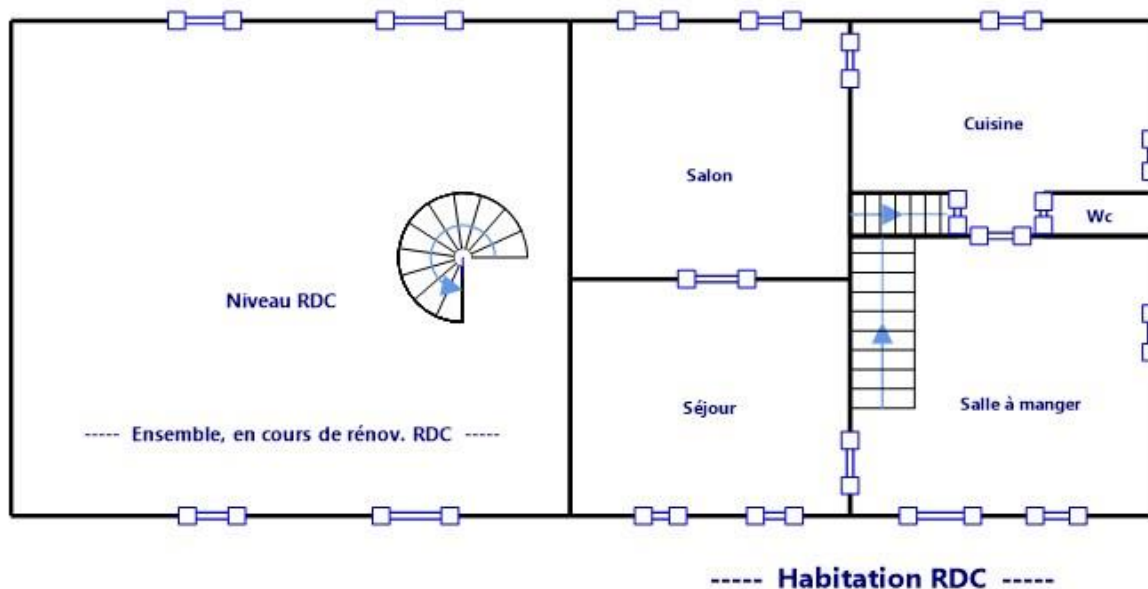 Cuisine
Salon
Wc
Niveau RDC
Séjour
Salle à manger
----- Ensemble, en cours de rénov. RDC -----
----- Habitation RDC -----